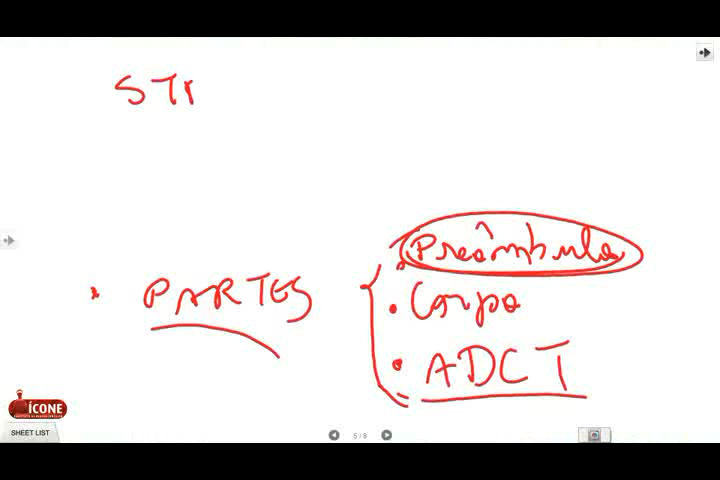 STF
Preâmbulo
PARTES
Corpo
ADCT
ÍCONE
SHEET LIST
5/8